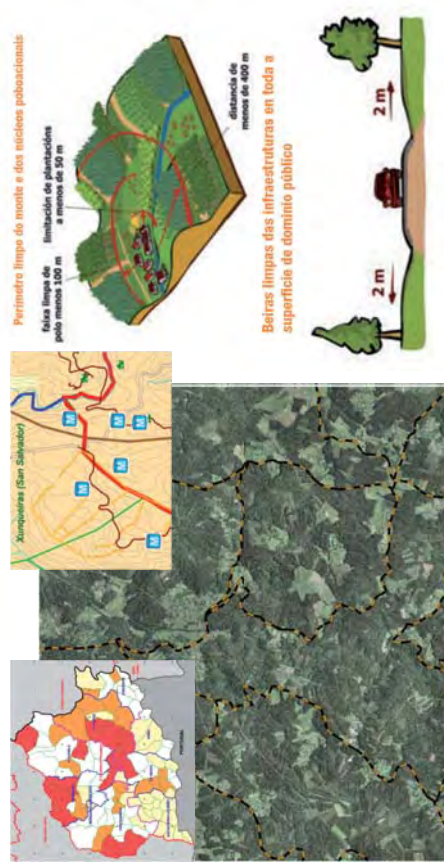 Perímetro limpo do monte e dos núcleos poboacionais
faixa limpa de
polo menos 100 m
limitación de plantacións
a menos de 50 m
distancia de
menos de 400 m
Beiras limpas das infraestruturas en toda a
superficie de dominio público
2 m
2 m
Xunqueiras (San Salvador)
M
M
M
M
M
M
M
PORTUGAL